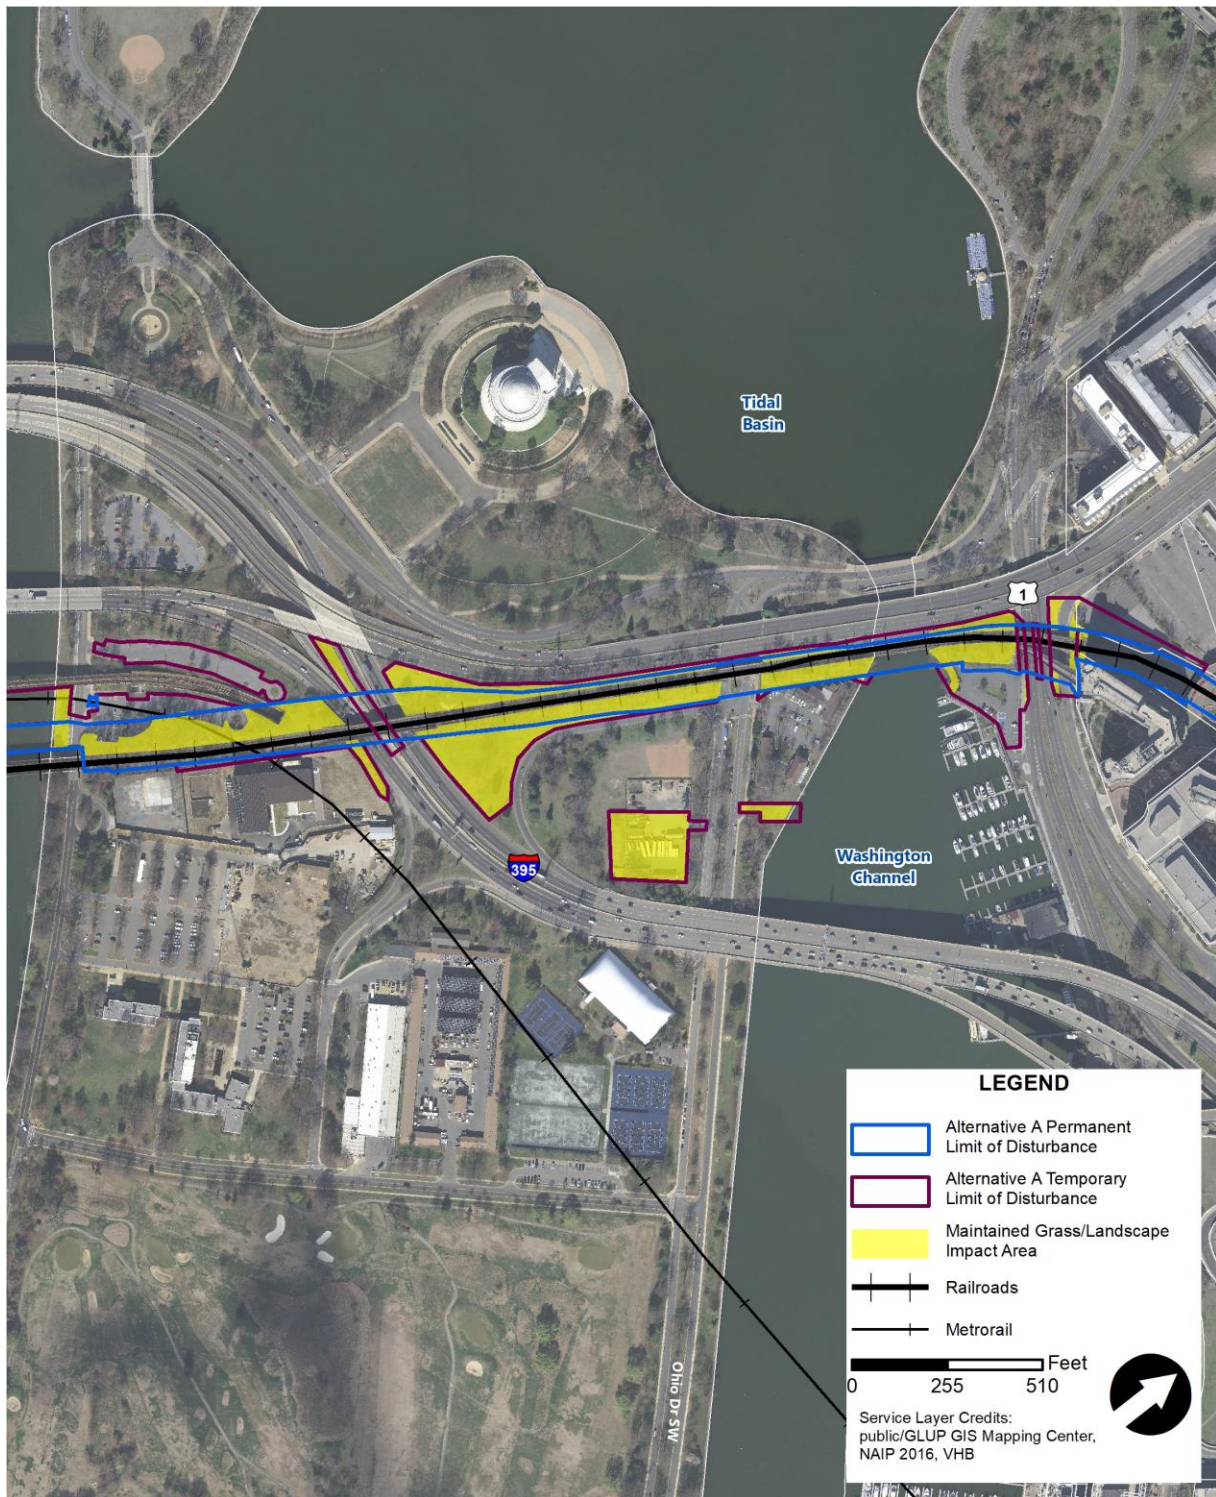 Tidal
Basin
1
395
Washington
Channel
Ohio Dr SW
LEGEND
Alternative A Permanent
Limit of Disturbance
Alternative A Temporary
Limit of Disturbance
Maintained Grass/Landscape
Impact Area
Railroads
Metrorail
Feet
0 255 510
Service Layer Credits:
public/GLUP GIS Mapping Center,
NAIP 2016, VHB